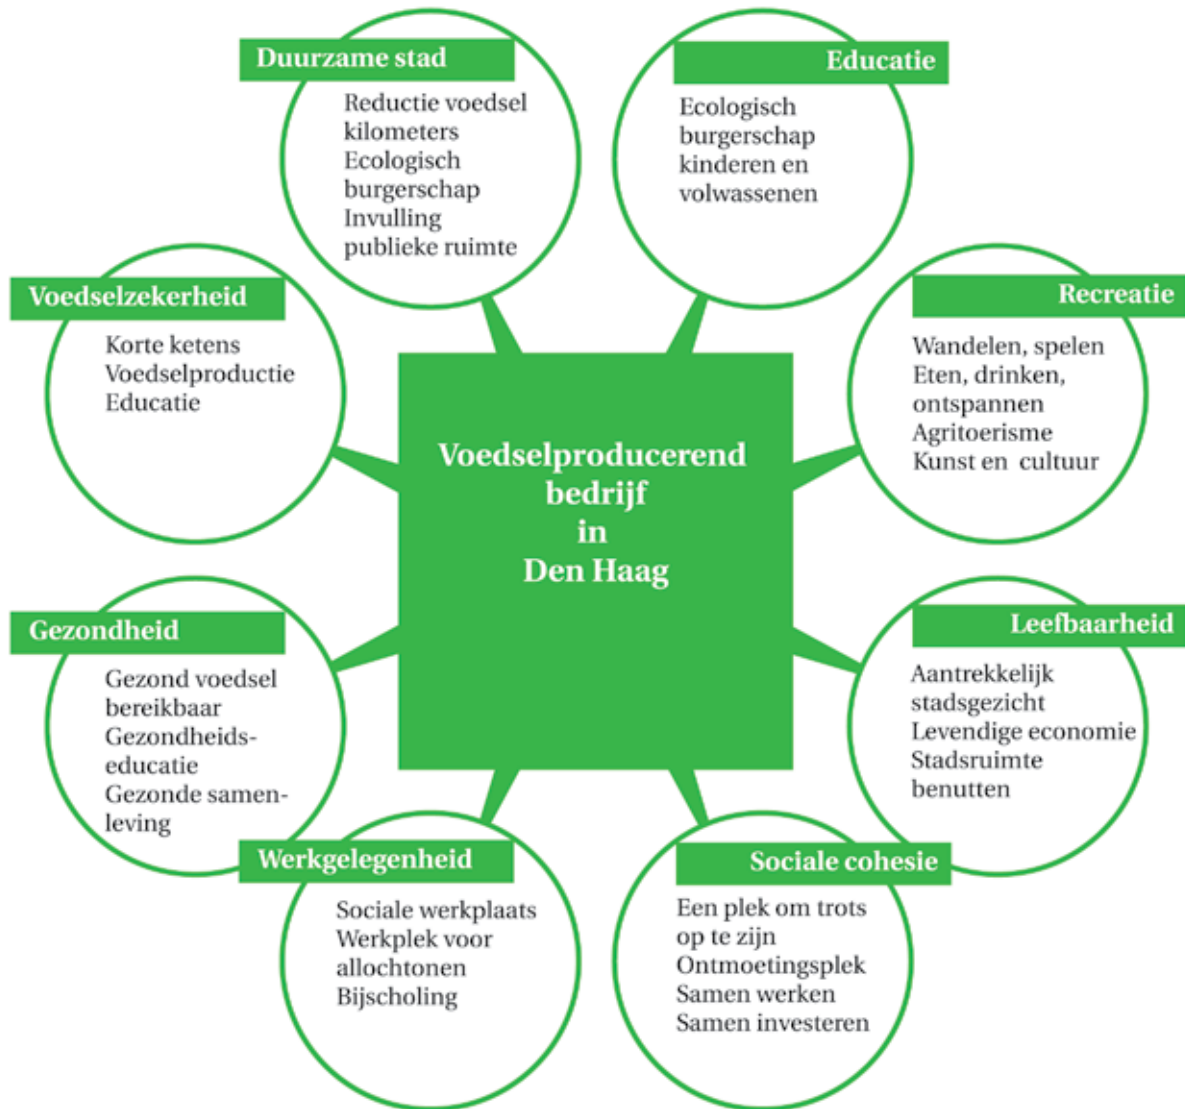 Duurzame stad
Reductie voedsel
kilometers
Ecologisch
burgerschap
Invulling
publieke ruimte
Educatie
Ecologisch
burgerschap
kinderen en
volwassenen
Voedselzekerheid
Korte ketens
Voedselproductie
Educatie
Recreatie
Wandelen, spelen
Eten, drinken,
ontspannen
Agritoerisme
Kunst en cultuur
Voedselproducerend
bedrijf
in
Den Haag
Gezondheid
Gezond voedsel
bereikbaar
Gezondheids-
educatie
Gezonde samen-
leving
Leefbaarheid
Aantrekkelijk
stadsgezicht
Levendige economie
Stadsruimte
benutten
Werkgelegenheid
Sociale werkplaats
Werkplek voor
allochtonen
Bijscholing
Sociale cohesie
Een plek om trots
op te zijn
Ontmoetingsplek
Samen werken
Samen investeren